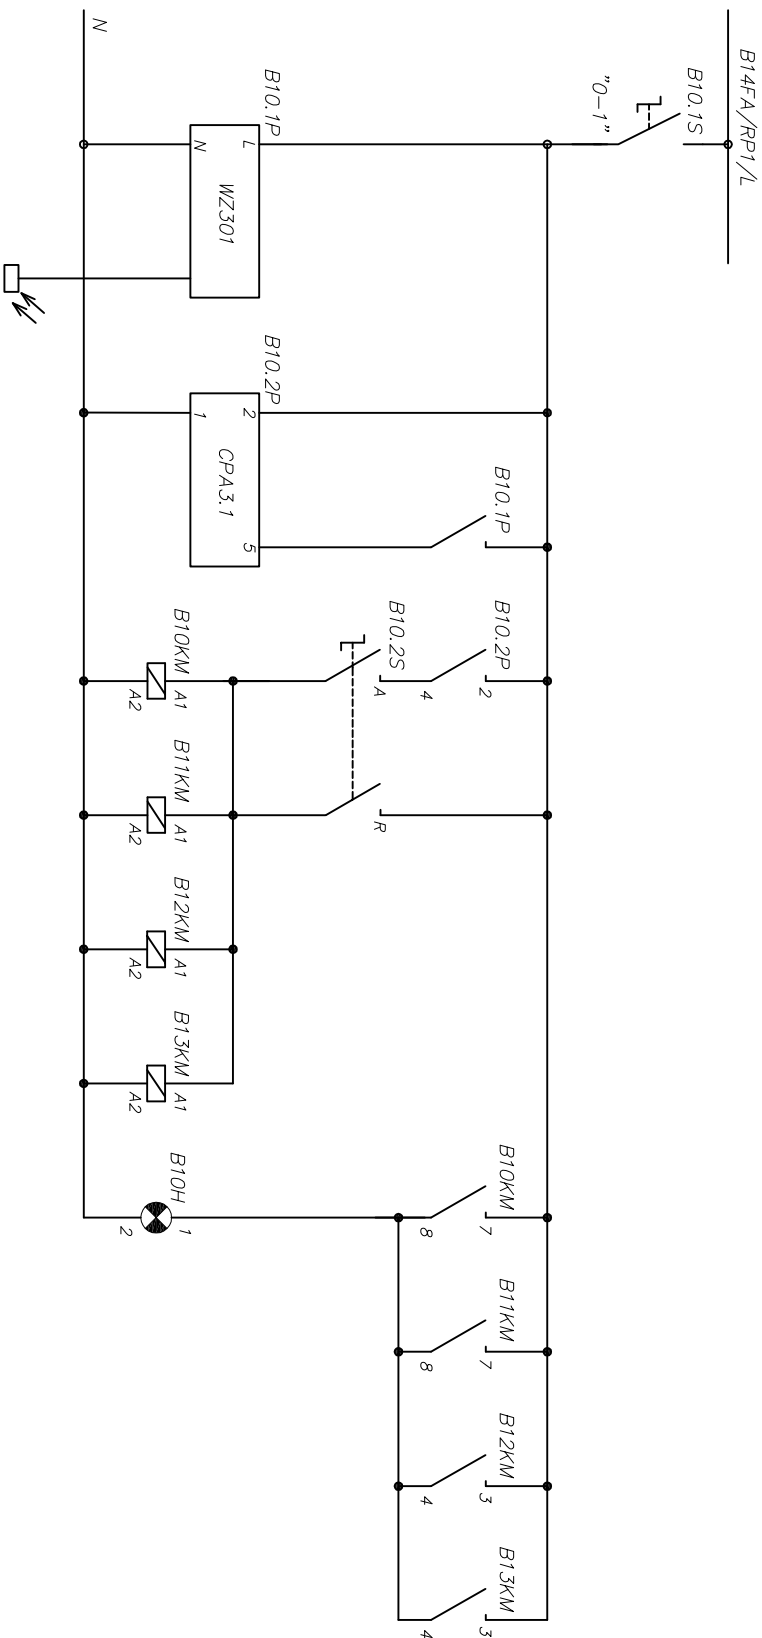 B14FA/RP1/L
B10.1S
"0-1"
N
B10.1P
L
N
WZ301
B10.2P
2
1
CPA3.1
5
B10.1P
B10.2P
2
4
B10.2S
A
R
B10KM
A1
A2
B11KM
A1
A2
B12KM
A1
A2
B13KM
A1
A2
B10H
1
2
B10KM
7
8
B11KM
7
8
B12KM
3
4
B13KM
3
4